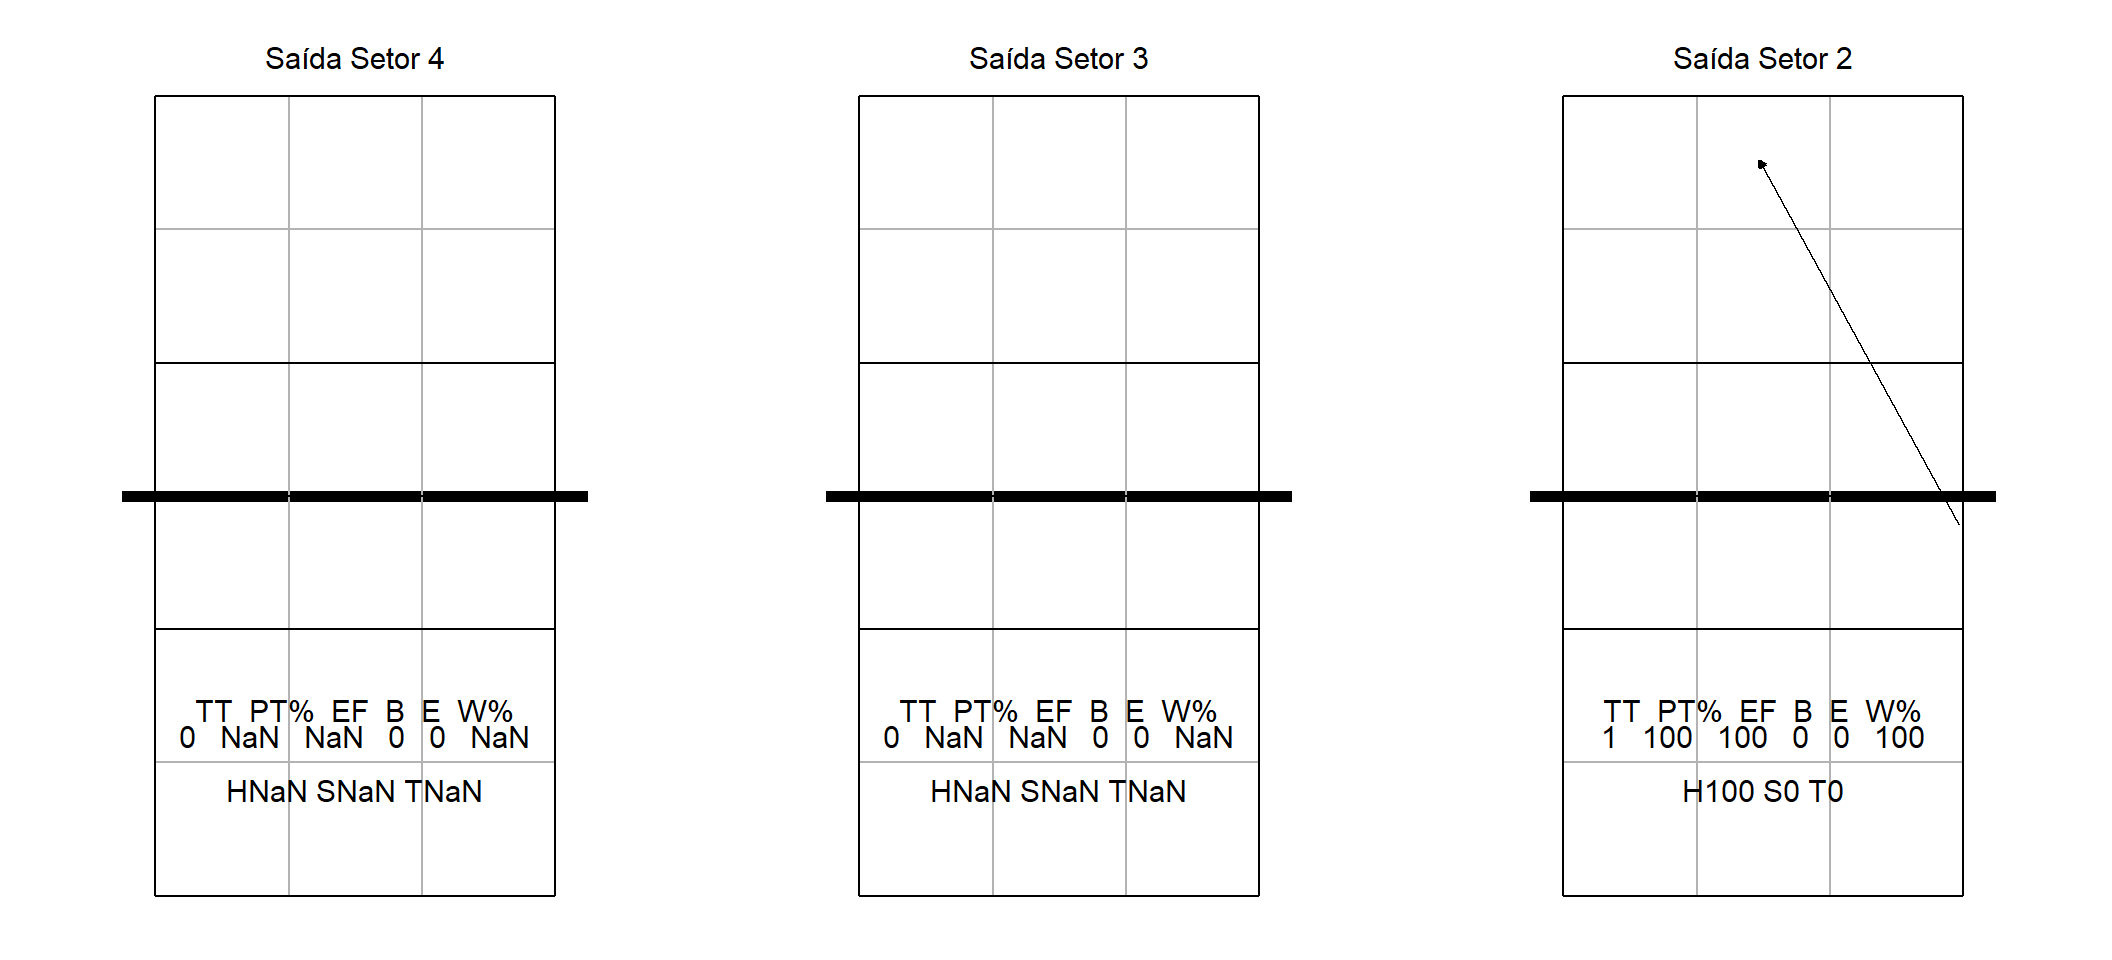 Saída Setor 4
TT PT% EF B E W%
0 NaN NaN 0 0 NaN
HNaN SNaN TNaN
Saída Setor 3
TT PT% EF B E W%
0 NaN NaN 0 0 NaN
HNaN SNaN TNaN
Saída Setor 2
TT PT% EF B E W%
1 100 100 0 0 100
H100 S0 T0